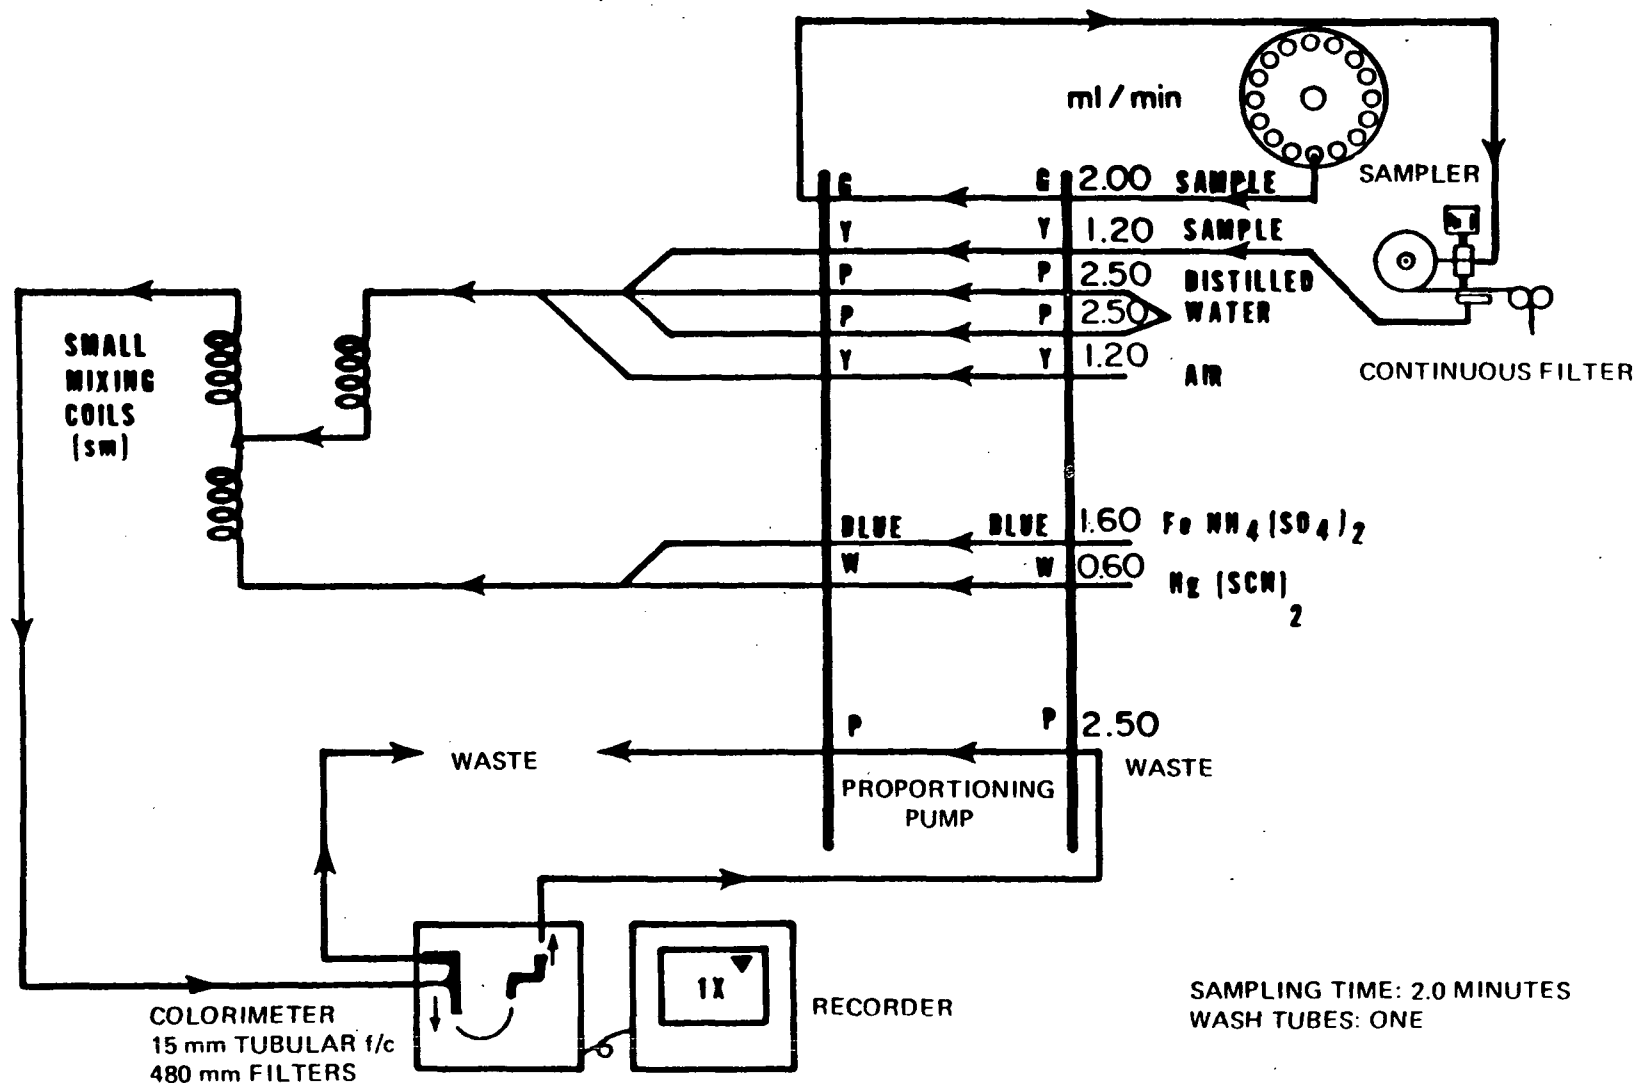 ml / min
SAMPLER
G G 2.00 SAMPLE
Y Y 1.20 SAMPLE
P P 2.50 DISTILLED
P P 2.50 WATER
Y Y 1.20 AIR
CONTINUOUS FILTER
SMALL
MIXING
COILS
(sm)
BLUE BLUE 1.60 Fe NH4(SO4)2
W W 0.60 Hg (SCN)2
P P 2.50
WASTE WASTE
PROPORTIONING
PUMP
1X
RECORDER
COLORIMETER
15 mm TUBULAR f/c
480 mm FILTERS
SAMPLING TIME: 2.0 MINUTES
WASH TUBES: ONE